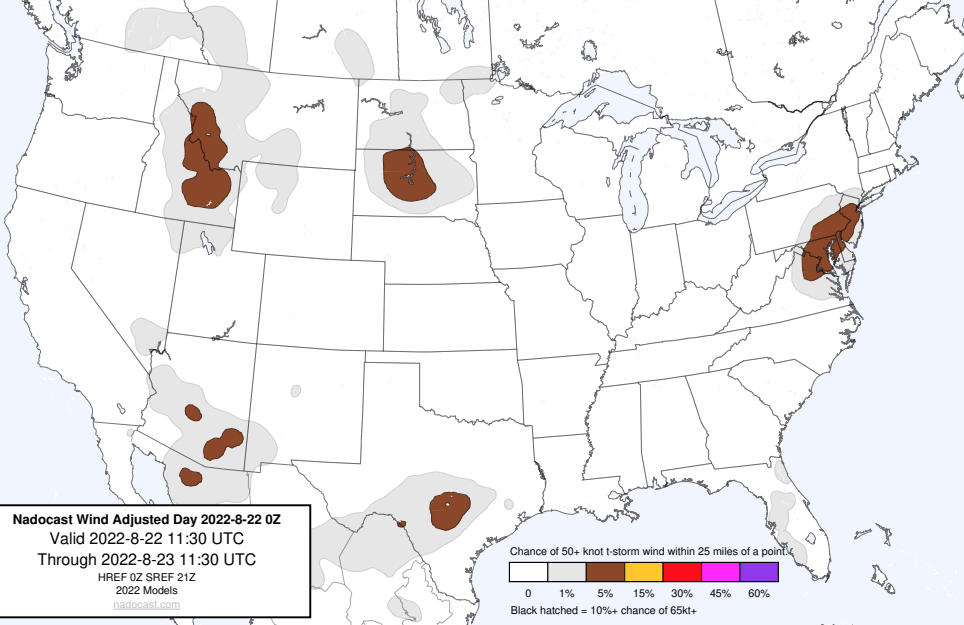 Nadocast Wind Adjusted Day 2022-8-22 0Z
Valid 2022-8-22 11:30 UTC
Through 2022-8-23 11:30 UTC
HREF 0Z SREF 21Z
2022 Models
nadocast.com
Chance of 50+ knot t-storm wind within 25 miles of a point.
0 1% 5% 15% 30% 45% 60%
Black hatched = 10%+ chance of 65kt+